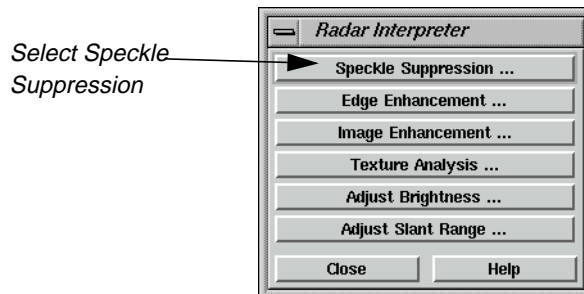 Select Speckle
Suppression
Radar Interpreter
Speckle Suppression ...
Edge Enhancement ...
Image Enhancement ...
Texture Analysis ...
Adjust Brightness ...
Adjust Slant Range ...
Close
Help